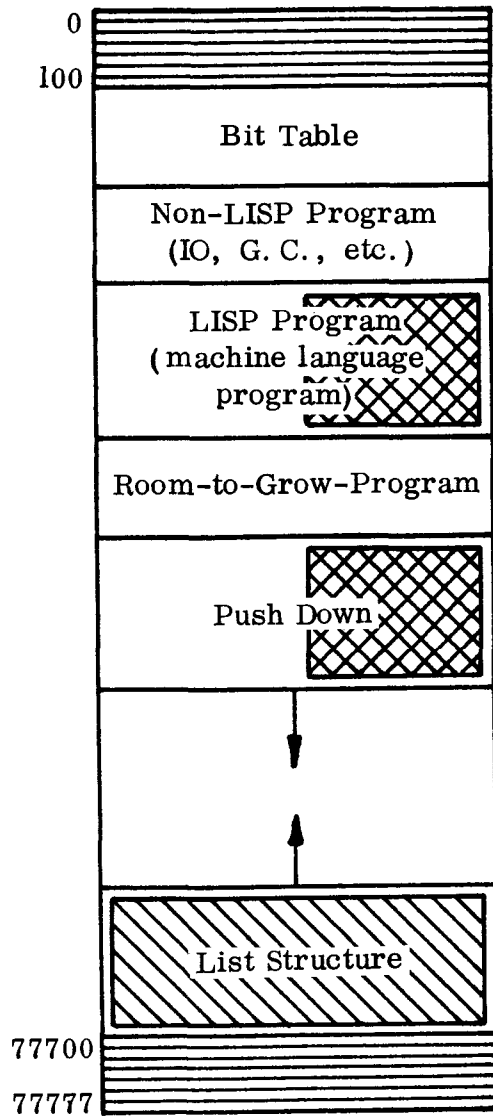 0
100
Bit Table
Non-LISP Program
(IO, G. C., etc.)
LISP Program
(machine language
program)
Room-to-Grow-Program
Push Down
List Structure
77700
77777